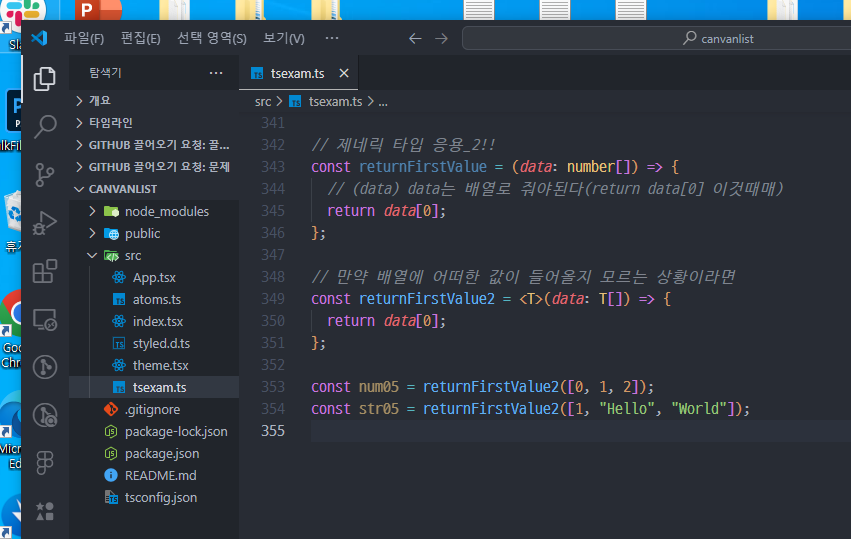 Sla
P
파일(F) 편집(E) 선택 영역(S) 보기(V) ··· ← → canvanlist
탐색기 ···
tsexam.ts ×
개요
타임라인
GITHUB 끌어오기 요청: 끌...
GITHUB 끌어오기 요청: 문제
CANVANLIST
node_modules
public
src
App.tsx
TS atoms.ts
index.tsx
TS styled.d.ts
theme.tsx
TS tsexam.ts
.gitignore
package-lock.json
package.json
README.md
tsconfig.json
src > TS tsexam.ts > ...
341
342 // 제네릭 타입 응용_2!!
343 const returnFirstValue = (data: number[]) => {
344 // (data) data는 배열로 줘야된다(return data[0] 이것때매)
345 return data[0];
346 };
347
348 // 만약 배열에 어떠한 값이 들어올지 모르는 상황이라면
349 const returnFirstValue2 = <T>(data: T[]) => {
350 return data[0];
351 };
352
353 const num05 = returnFirstValue2([0, 1, 2]);
354 const str05 = returnFirstValue2([1, "Hello", "World"]);
355
lkFil
휴
Goo
Chr
Micr
Ed